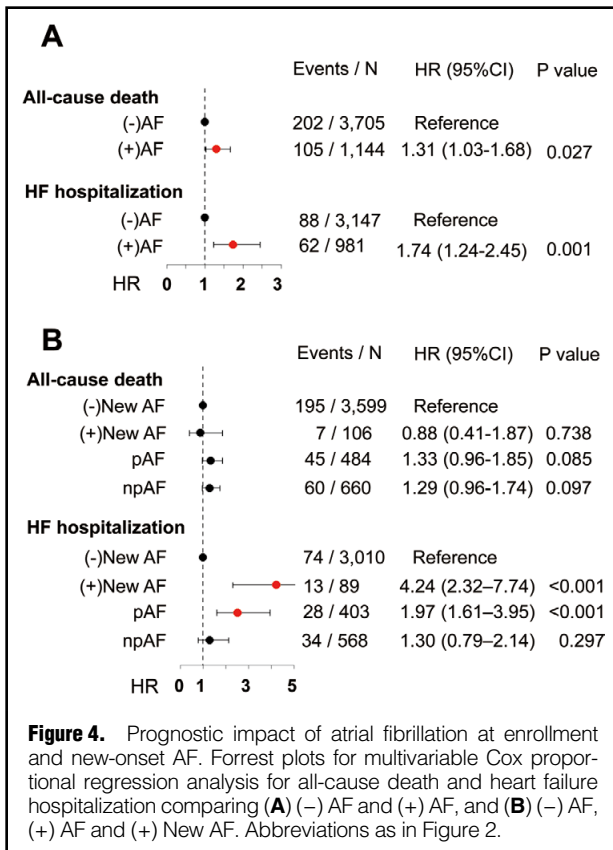 A
Events / N HR (95%CI) P value
All-cause death
(-)AF 202 / 3,705 Reference
(+)AF 105 / 1,144 1.31 (1.03-1.68) 0.027
HF hospitalization
(-)AF 88 / 3,147 Reference
(+)AF 62 / 981 1.74 (1.24-2.45) 0.001
HR 0 1 2 3
B
Events / N HR (95%CI) P value
All-cause death
(-)New AF 195 / 3,599 Reference
(+)New AF 7 / 106 0.88 (0.41-1.87) 0.738
pAF 45 / 484 1.33 (0.96-1.85) 0.085
npAF 60 / 660 1.29 (0.96-1.74) 0.097
HF hospitalization
(-)New AF 74 / 3,010 Reference
(+)New AF 13 / 89 4.24 (2.32–7.74) <0.001
pAF 28 / 403 1.97 (1.61–3.95) <0.001
npAF 34 / 568 1.30 (0.79–2.14) 0.297
HR 0 1 3 5
Figure 4. Prognostic impact of atrial fibrillation at enrollment
and new-onset AF. Forrest plots for multivariable Cox propor-
tional regression analysis for all-cause death and heart failure
hospitalization comparing (A) (−) AF and (+) AF, and (B) (−) AF,
(+) AF and (+) New AF. Abbreviations as in Figure 2.